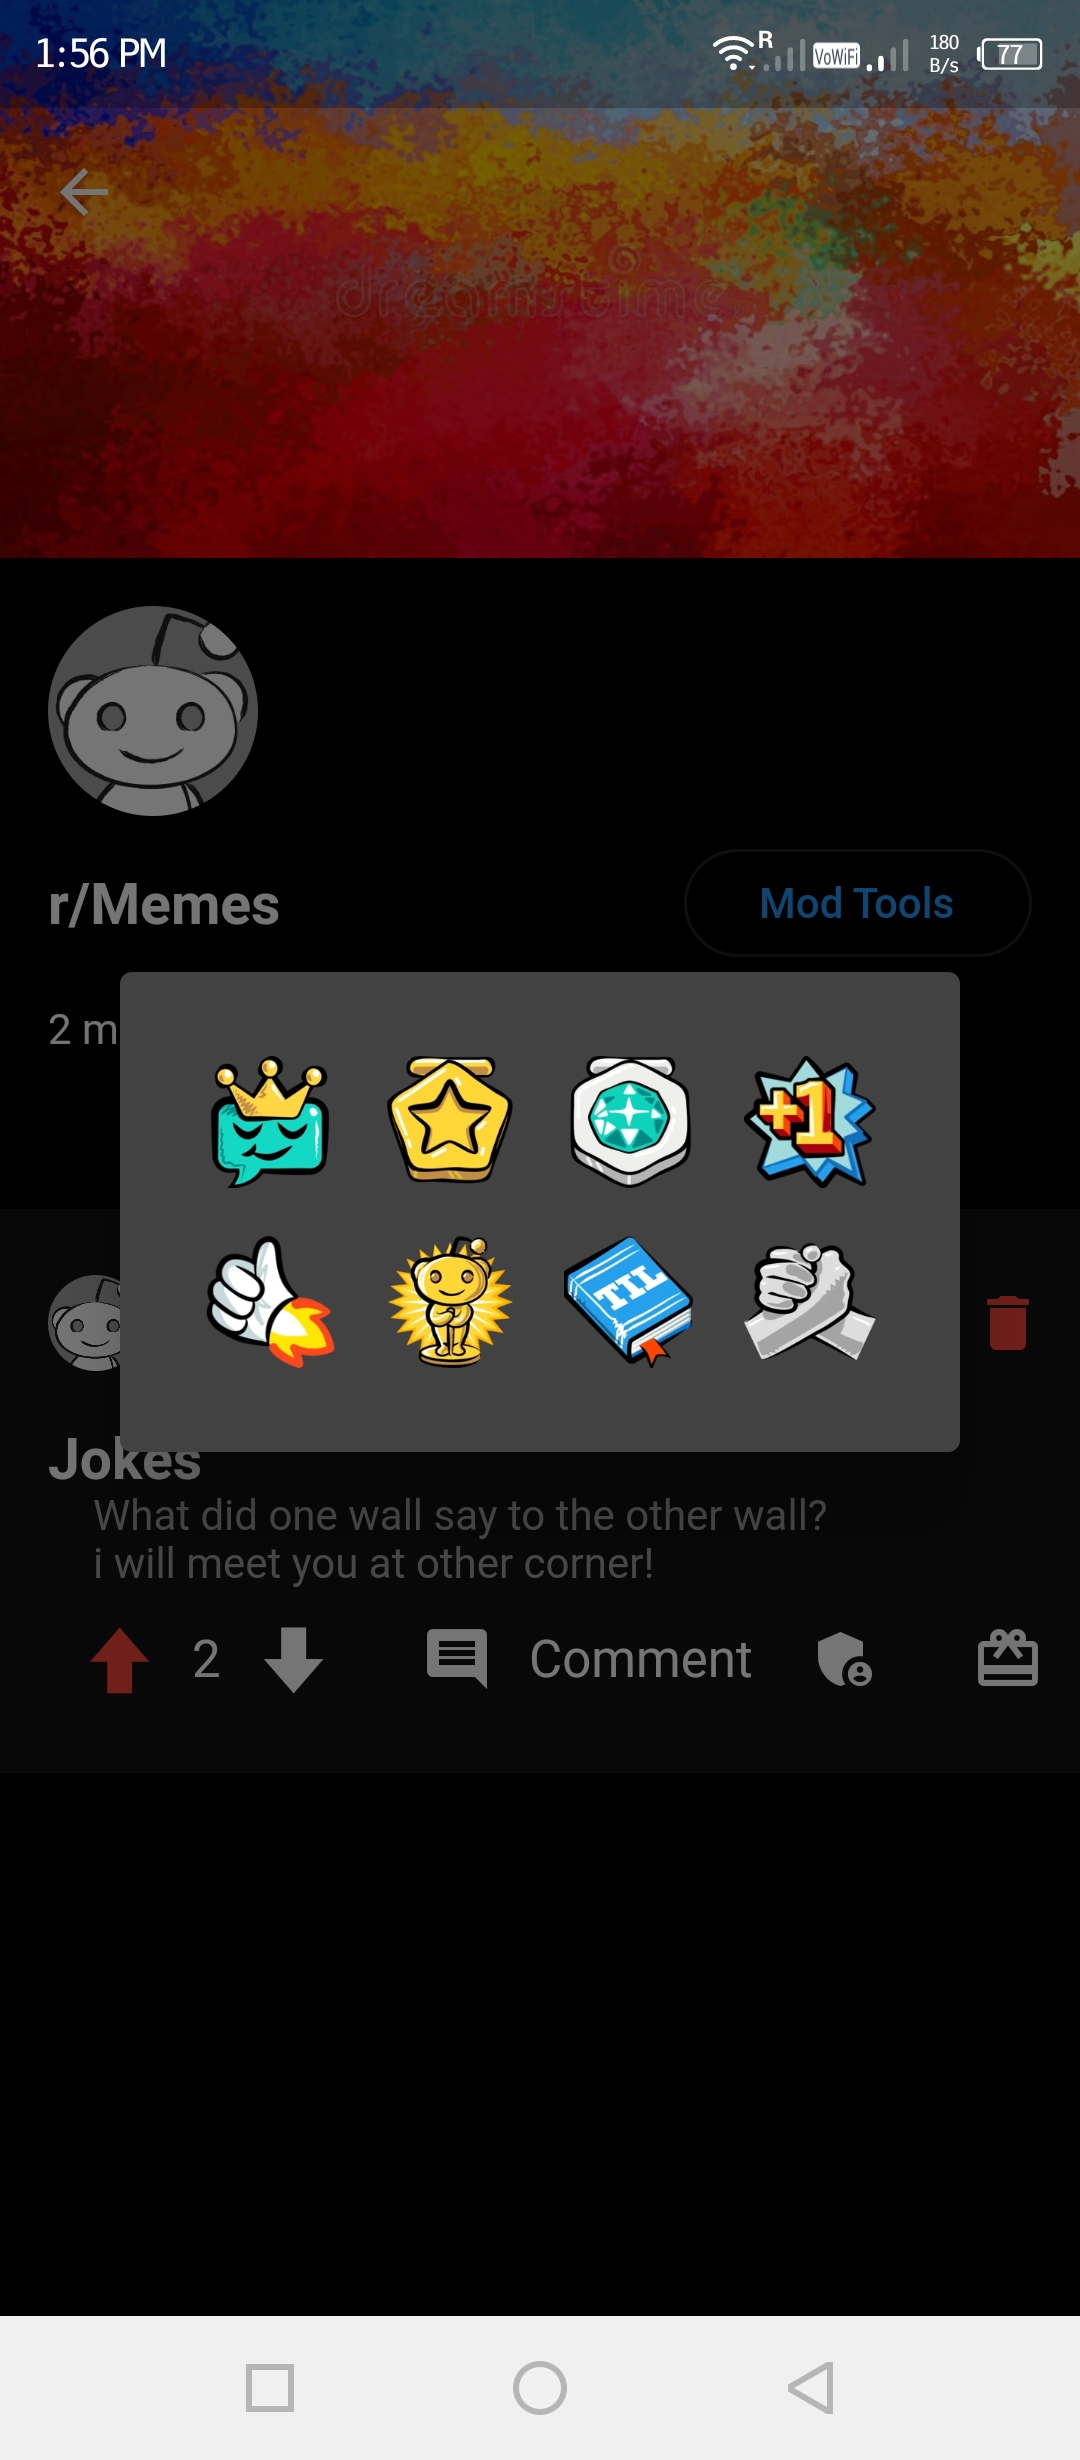 1:56 PM
R
VoWiFi
180
B/s
77
dreamstime
r/Memes
Mod Tools
2 m
+1
TIL
Jokes
What did one wall say to the other wall?
i will meet you at other corner!
2
Comment